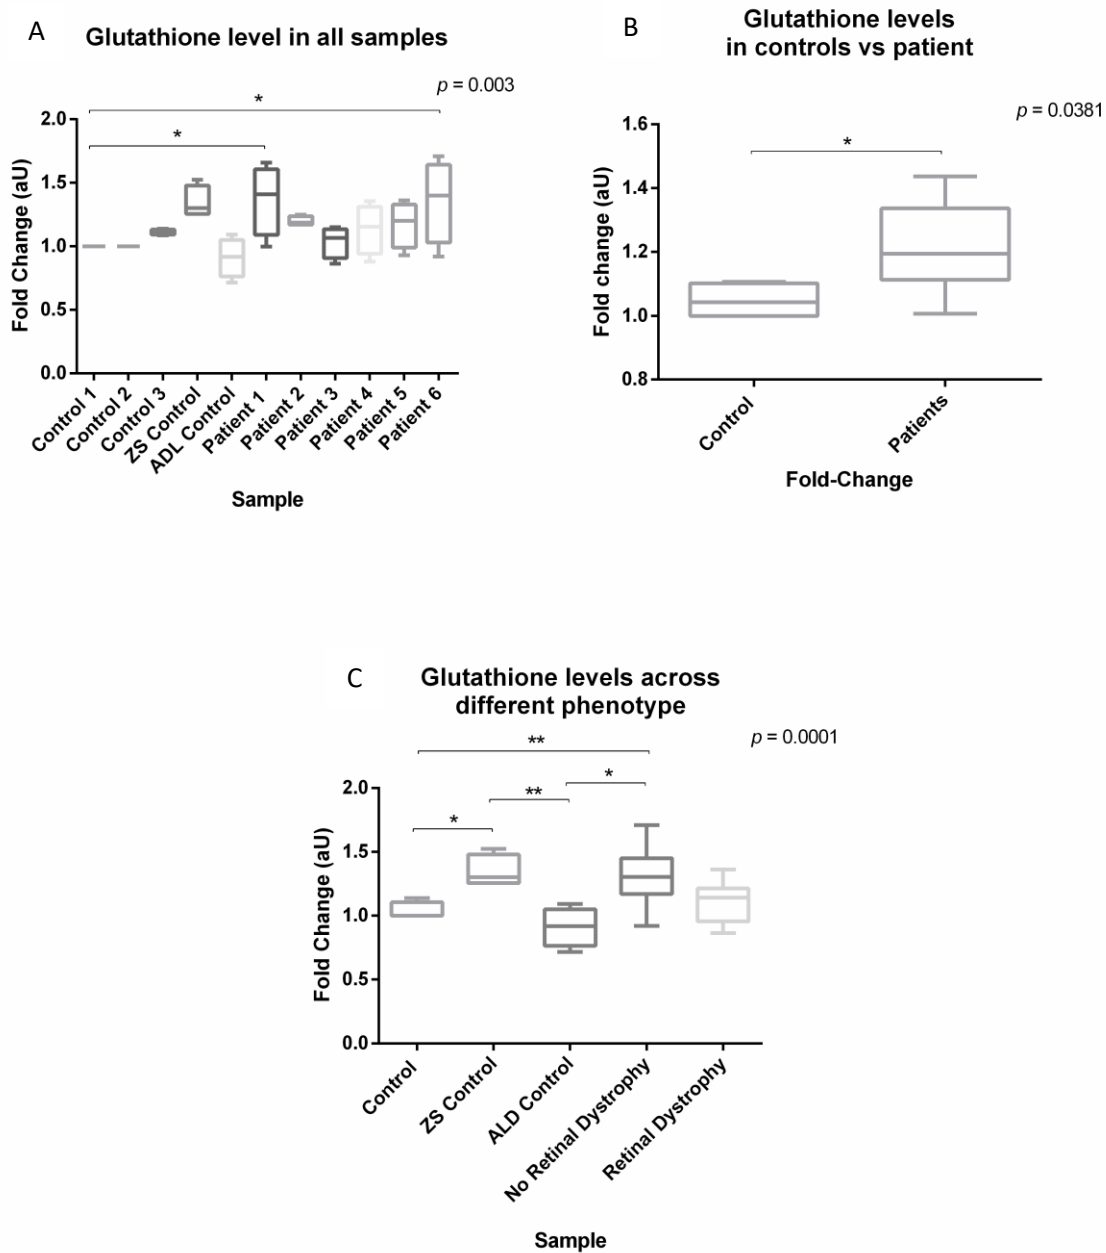 A
Glutathione level in all samples
p = 0.003
*
*
2.0
1.5
1.0
0.5
0.0
Fold Change (aU)
Control 1
Control 2
Control 3
ZS Control
ADL Control
Patient 1
Patient 2
Patient 3
Patient 4
Patient 5
Patient 6
Sample
B
Glutathione levels
in controls vs patient
p = 0.0381
*
1.6
1.4
1.2
1.0
0.8
Fold change (aU)
Control
Patients
Fold-Change
C
Glutathione levels across
different phenotype
p = 0.0001
**
*
**
*
2.0
1.5
1.0
0.5
0.0
Fold Change (aU)
Control
ZS Control
ALD Control
No Retinal Dystrophy
Retinal Dystrophy
Sample